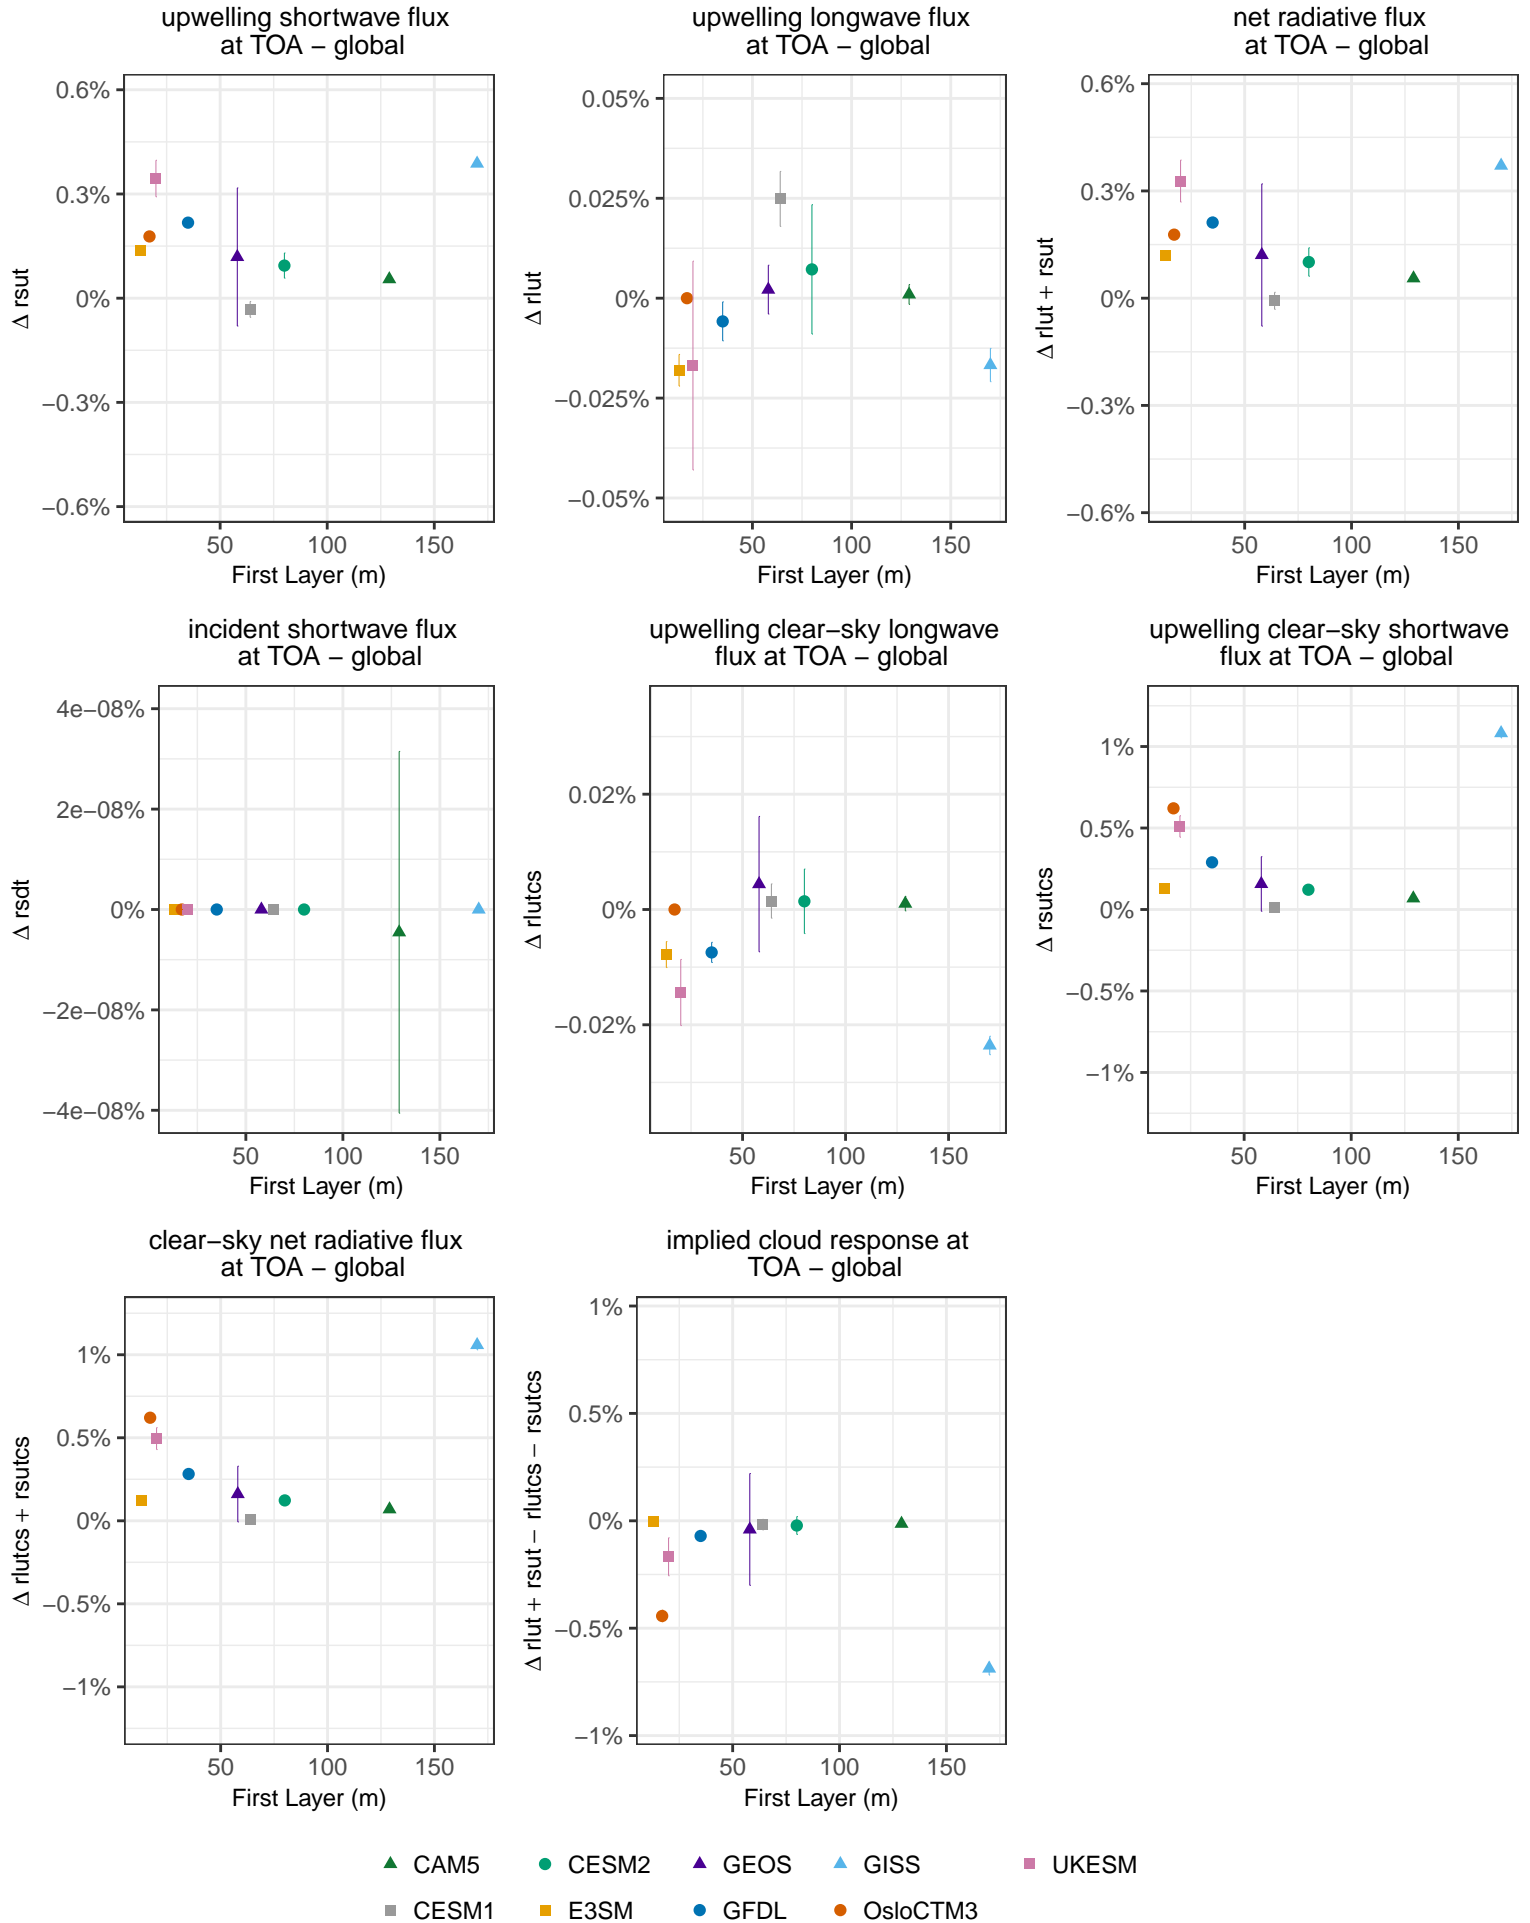 upwelling shortwave flux
at TOA − global
0.6%
0.3%
0%
−0.3%
−0.6%
Δ rsut
50
100
150
First Layer (m)
upwelling longwave flux
at TOA − global
0.05%
0.025%
0%
−0.025%
−0.05%
Δ rlut
50
100
150
First Layer (m)
net radiative flux
at TOA − global
0.6%
0.3%
0%
−0.3%
−0.6%
Δ rlut + rsut
50
100
150
First Layer (m)
incident shortwave flux
at TOA − global
4e−08%
2e−08%
0%
−2e−08%
−4e−08%
Δ rsdt
50
100
150
First Layer (m)
upwelling clear−sky longwave
flux at TOA − global
0.02%
0%
−0.02%
Δ rlutcs
50
100
150
First Layer (m)
upwelling clear−sky shortwave
flux at TOA − global
1%
0.5%
0%
−0.5%
−1%
Δ rsutcs
50
100
150
First Layer (m)
clear−sky net radiative flux
at TOA − global
1%
0.5%
0%
−0.5%
−1%
Δ rlutcs + rsutcs
50
100
150
First Layer (m)
implied cloud response at
TOA − global
1%
0.5%
0%
−0.5%
−1%
Δ rlut + rsut − rlutcs − rsutcs
50
100
150
First Layer (m)
CAM5
CESM2
GEOS
GISS
UKESM
CESM1
E3SM
GFDL
OsloCTM3